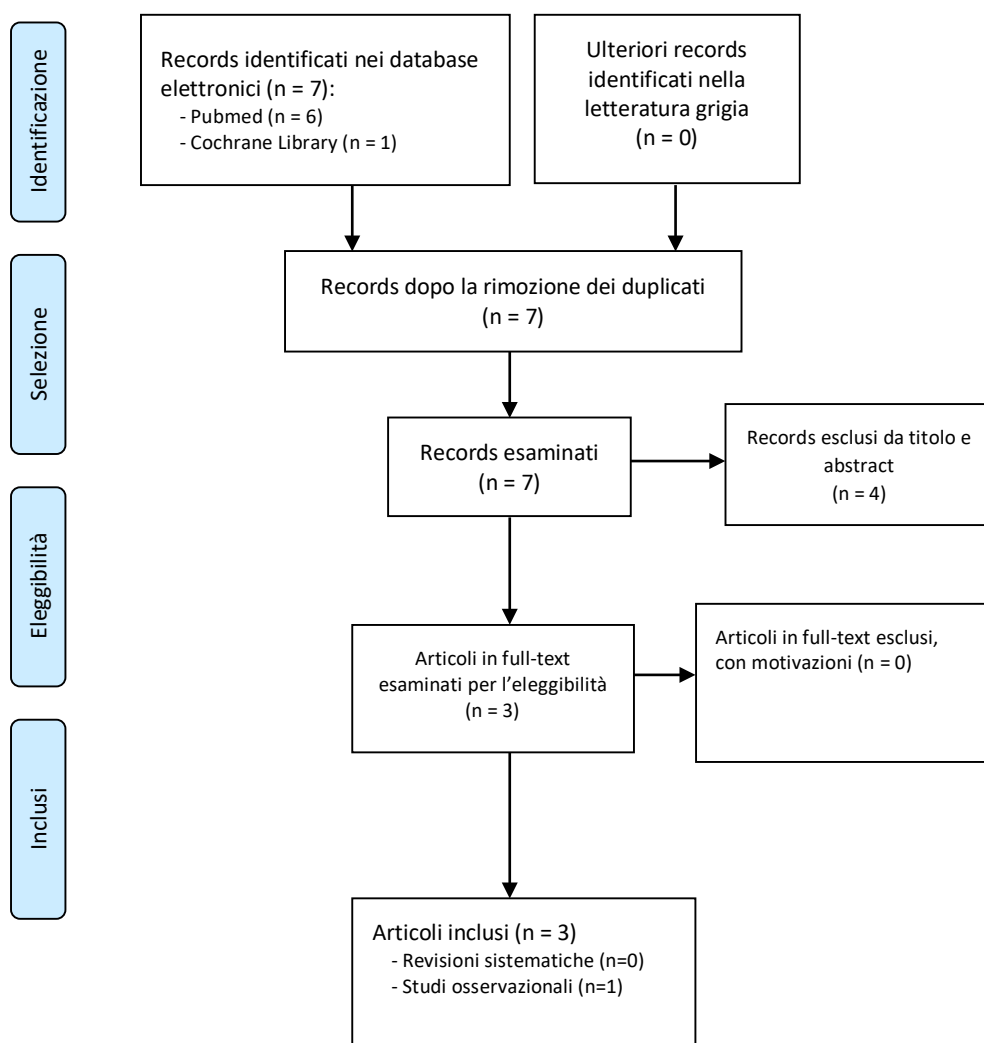 Identificazione
Records identificati nei database
elettronici (n = 7):
- Pubmed (n = 6)
- Cochrane Library (n = 1)
Ulteriori records
identificati nella
letteratura grigia
(n = 0)
Selezione
Records dopo la rimozione dei duplicati
(n = 7)
Records esaminati
(n = 7)
Records esclusi da titolo e
abstract
(n = 4)
Eleggibilità
Articoli in full-text
esaminati per l'eleggibilità
(n = 3)
Articoli in full-text esclusi,
con motivazioni (n = 0)
Inclusi
Articoli inclusi (n = 3)
- Revisioni sistematiche (n=0)
- Studi osservazionali (n=1)